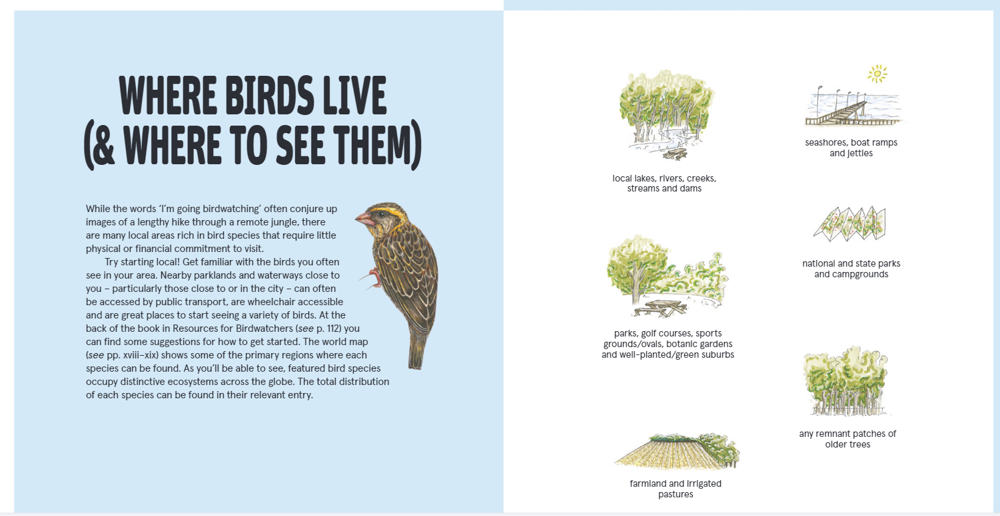 WHERE BIRDS LIVE
(& WHERE TO SEE THEM)
While the words ‘I’m going birdwatching’ often conjure up
images of a lengthy hike through a remote jungle, there
are many local areas rich in bird species that require little
physical or financial commitment to visit.
Try starting local! Get familiar with the birds you often
see in your area. Nearby parklands and waterways close to
you – particularly those close to or in the city – can often
be accessed by public transport, are wheelchair accessible
and are great places to start seeing a variety of birds. At the
back of the book in Resources for Birdwatchers (see p. 112) you
can find some suggestions for how to get started. The world map
(see pp. xviii–xix) shows some of the primary regions where each
species can be found. As you’ll be able to see, featured bird species
occupy distinctive ecosystems across the globe. The total distribution
of each species can be found in their relevant entry.
local lakes, rivers, creeks,
streams and dams
seashores, boat ramps
and jetties
national and state parks
and campgrounds
parks, golf courses, sports
grounds/ovals, botanic gardens
and well-planted/green suburbs
any remnant patches of
older trees
farmland and irrigated
pastures